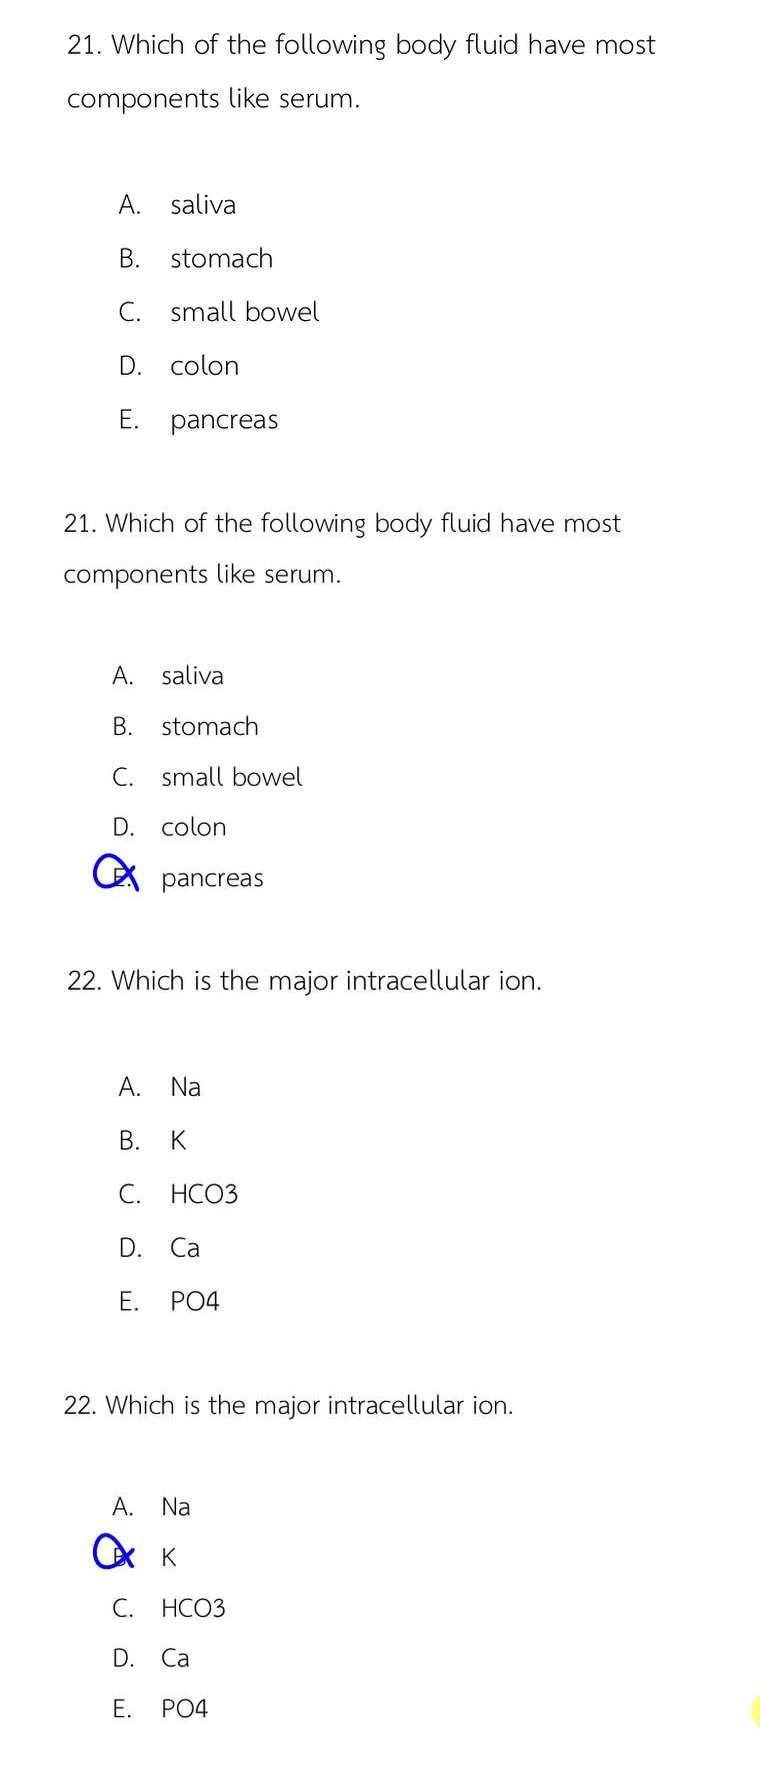 21. Which of the following body fluid have most
components like serum.
A. saliva
B. stomach
C. small bowel
D. colon
E. pancreas
21. Which of the following body fluid have most
components like serum.
A. saliva
B. stomach
C. small bowel
D. colon
E. pancreas
22. Which is the major intracellular ion.
A. Na
B. K
C. HCO3
D. Ca
E. PO4
22. Which is the major intracellular ion.
A. Na
B. K
C. HCO3
D. Ca
E. PO4